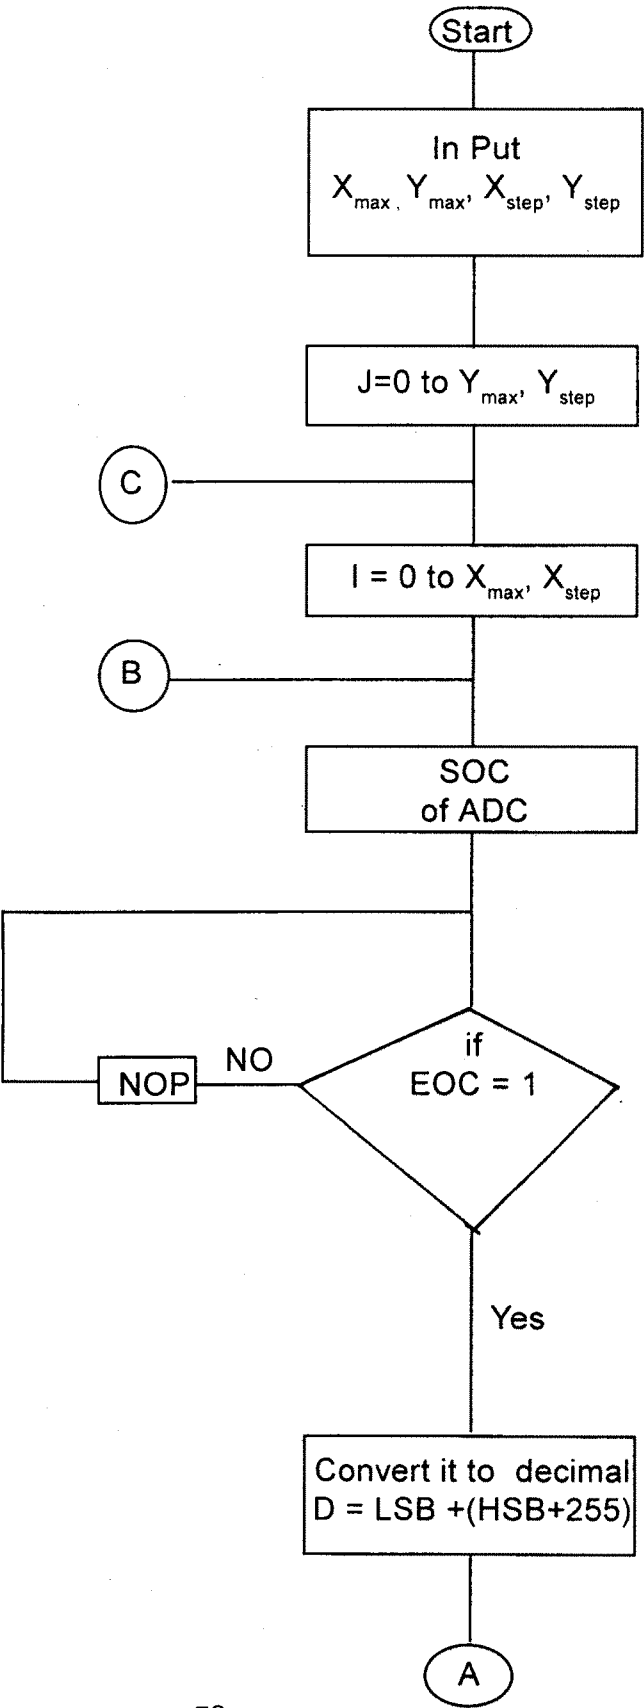 Start
In Put
Xmax, Ymax, Xstep, Ystep
J=0 to Ymax, Ystep
C
I = 0 to Xmax, Xstep
B
SOC
of ADC
if
EOC = 1
NO
NOP
Yes
Convert it to decimal
D = LSB +(HSB+255)
A